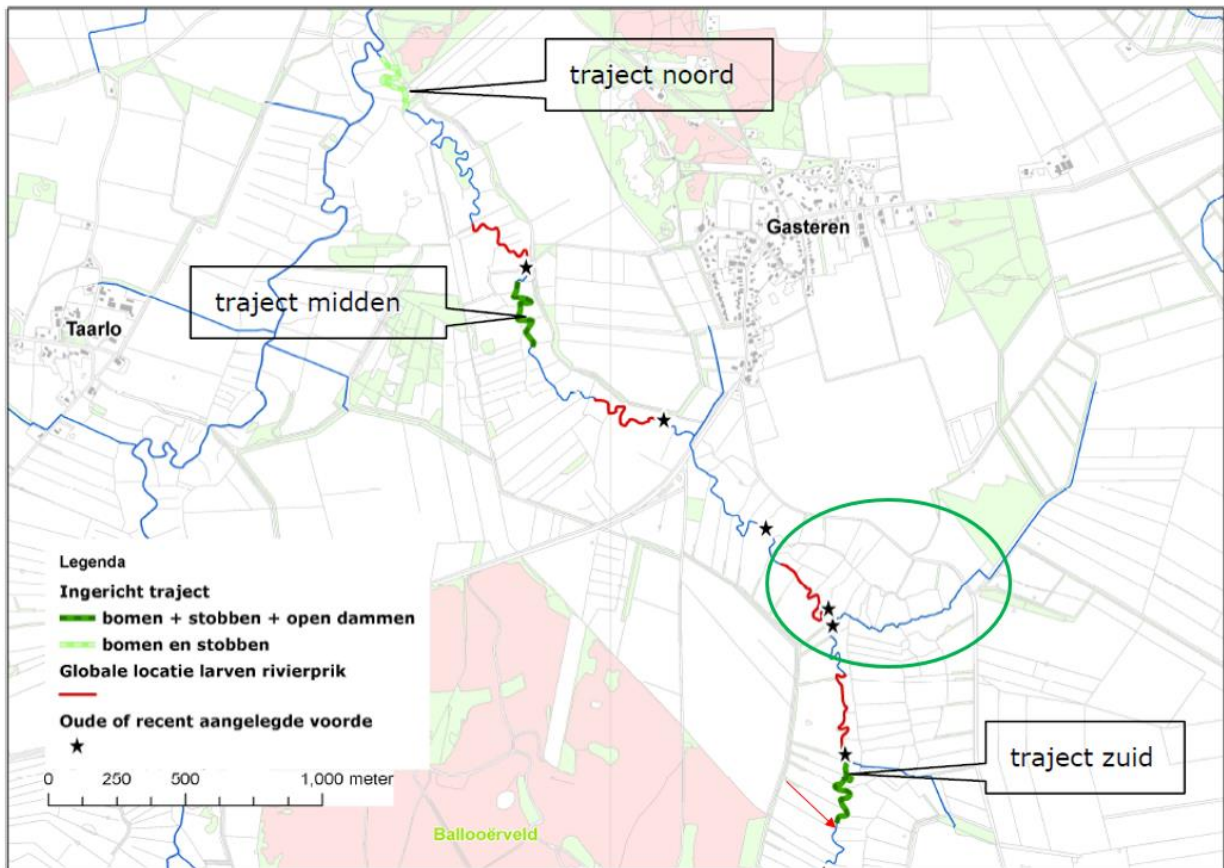 traject noord
Gasteren
traject midden
Taarlo
Legenda
Ingericht traject
bomen + stobben + open dammen
bomen en stobben
Globale locatie larven rivierprik
Oude of recent aangelegde voorde
0 250 500 1,000 meter
traject zuid
Ballooërveld